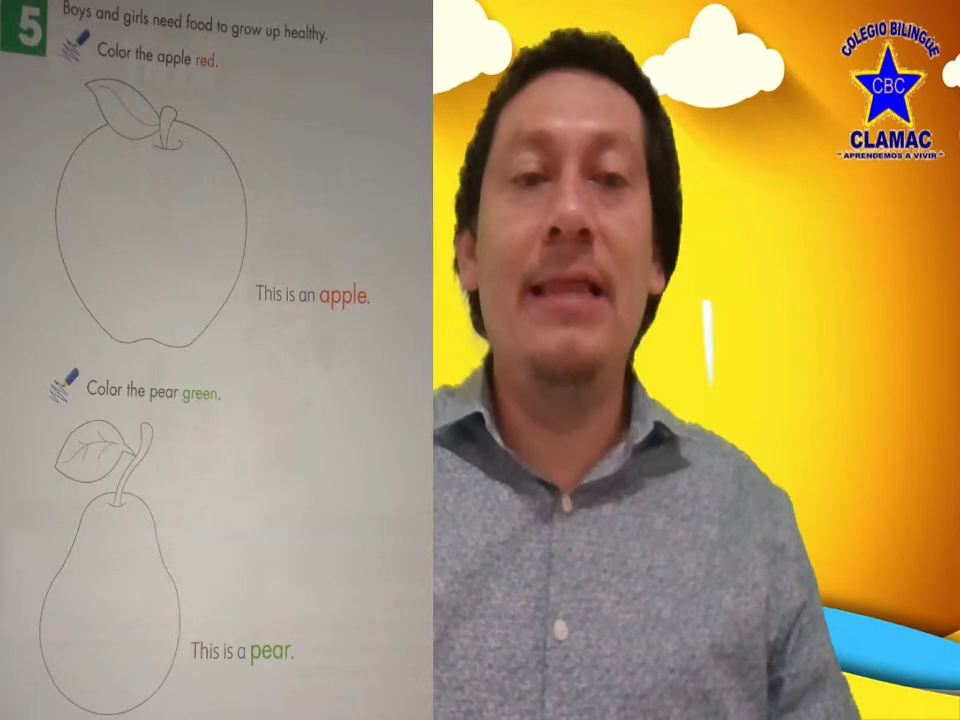 5
Boys and girls need food to grow up healthy.
Color the apple red.
This is an apple.
Color the pear green.
This is a pear.
COLEGIO BILINGÜE
CBC
CLAMAC
"APRENDEMOS A VIVIR"